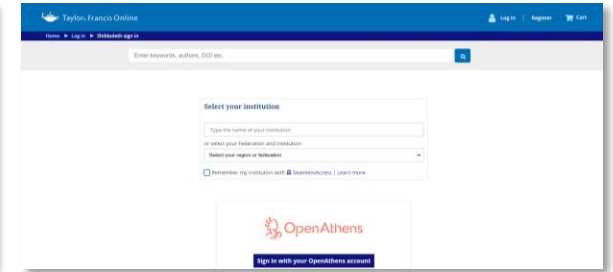 Taylor & Francis Online
Log in | Register Cart
Home ▶ Log in ▶ Shibboleth sign in
Enter keywords, authors, DOI etc.
Select your institution
Type the name of your institution
or select your Federation and institution
Select your region or federation
Remember my institution with SeamlessAccess | Learn more
OpenAthens
Sign in with your OpenAthens account